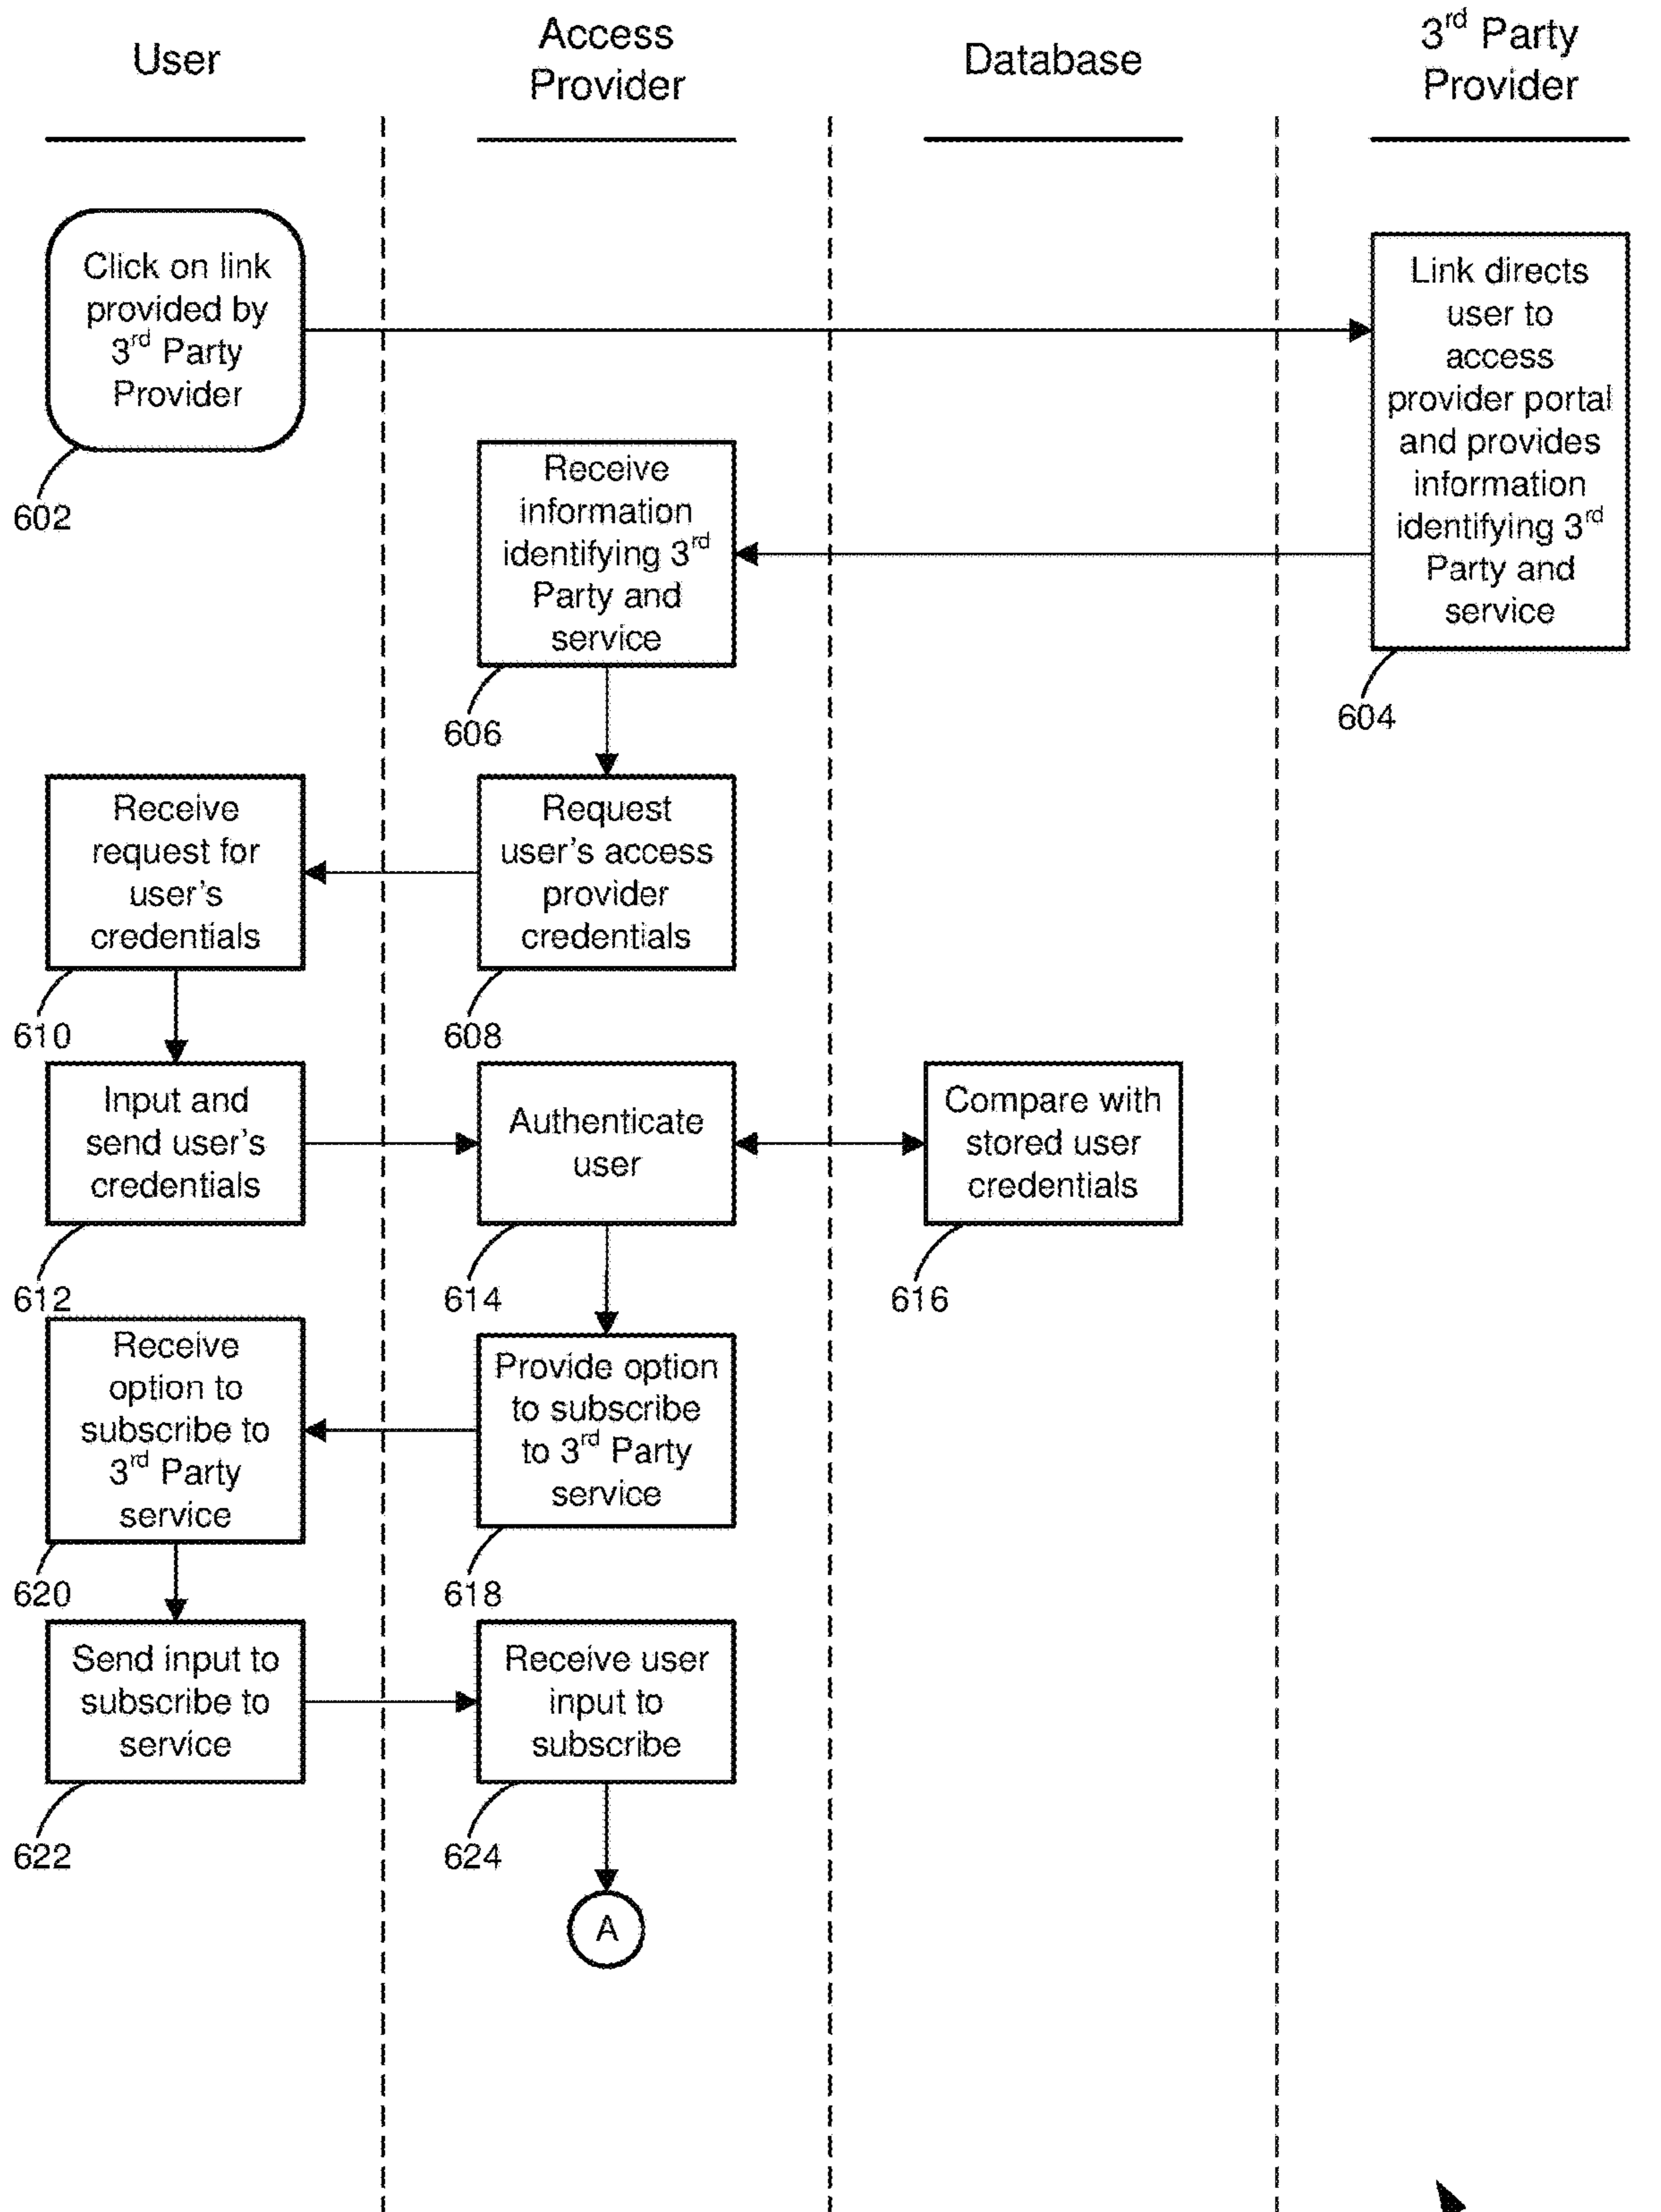 User
Access
Provider
Database
3rd Party
Provider
Click on link
provided by
3rd Party
Provider
602
Link directs
user to
access
provider portal
and provides
information
identifying 3rd
Party and
service
604
Receive
information
identifying 3rd
Party and
service
606
Request
user's access
provider
credentials
608
Receive
request for
user's
credentials
610
Input and
send user's
credentials
612
Authenticate
user
614
Compare with
stored user
credentials
616
Provide option
to subscribe
to 3rd Party
service
618
Receive
option to
subscribe to
3rd Party
service
620
Send input to
subscribe to
service
622
Receive user
input to
subscribe
624
A